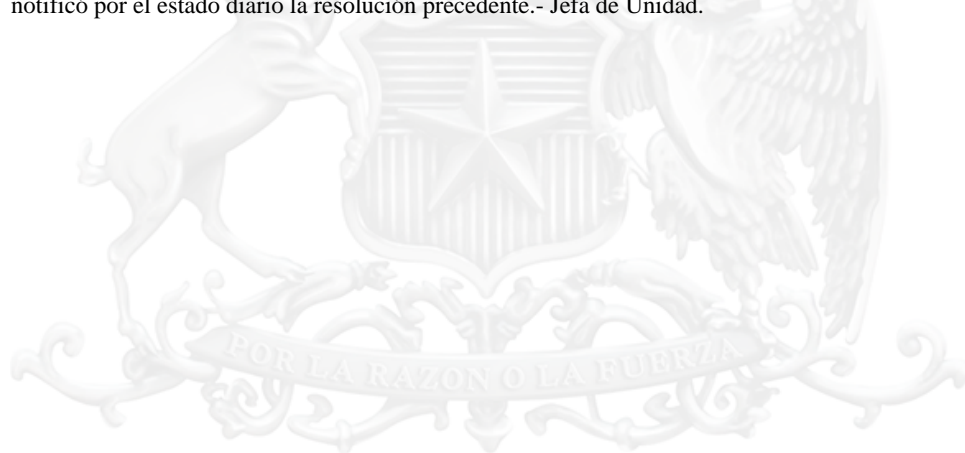 notificó por el estado diario la resolución precedente.- Jefa de Unidad.
POR LA RAZON O LA FUERZA